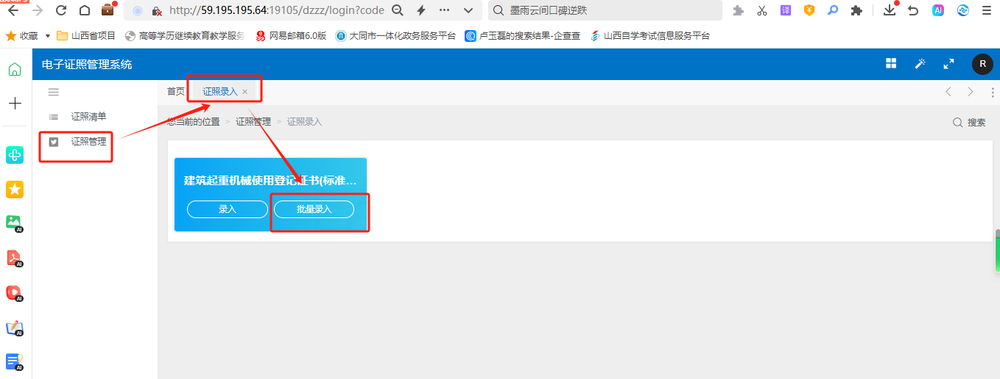 http://59.195.195.64:19105/dzzz/login?code
墨雨云间口碑逆跌
译
AI
收藏
山西省项目
高等学历继续教育教学服务
网易邮箱6.0版
大同市一体化政务服务平台
卢玉磊的搜索结果-企查查
山西自学考试信息服务平台
电子证照管理系统
R
首页
证照录入 ×
证照清单
证照管理
您当前的位置 > 证照管理 > 证照录入
搜索
建筑起重机械使用登记证书(标准...
录入
批量录入
AI
AI
AI
AI
AI